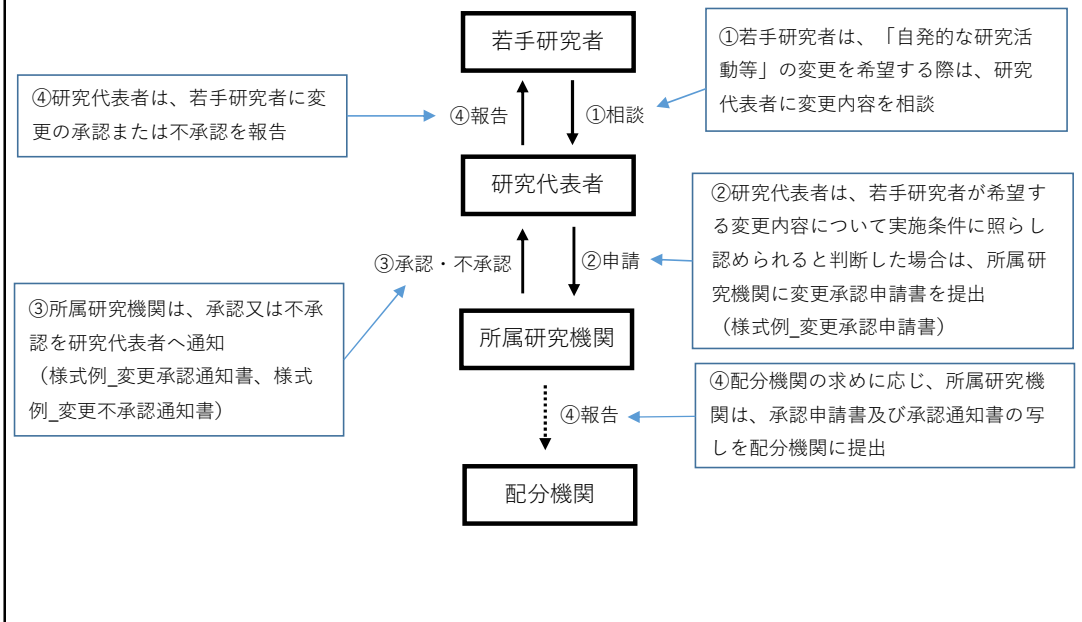 若手研究者
①若手研究者は、「自発的な研究活
動等」の変更を希望する際は、研究
代表者に変更内容を相談
④研究代表者は、若手研究者に変
更の承認または不承認を報告
④報告
①相談
研究代表者
②研究代表者は、若手研究者が希望す
る変更内容について実施条件に照らし
認められると判断した場合は、所属研
究機関に変更承認申請書を提出
（様式例_変更承認申請書）
③承認・不承認
②申請
③所属研究機関は、承認又は不承
認を研究代表者へ通知
（様式例_変更承認通知書、様式
例_変更不承認通知書）
所属研究機関
④配分機関の求めに応じ、所属研究機
関は、承認申請書及び承認通知書の写
しを配分機関に提出
④報告
配分機関